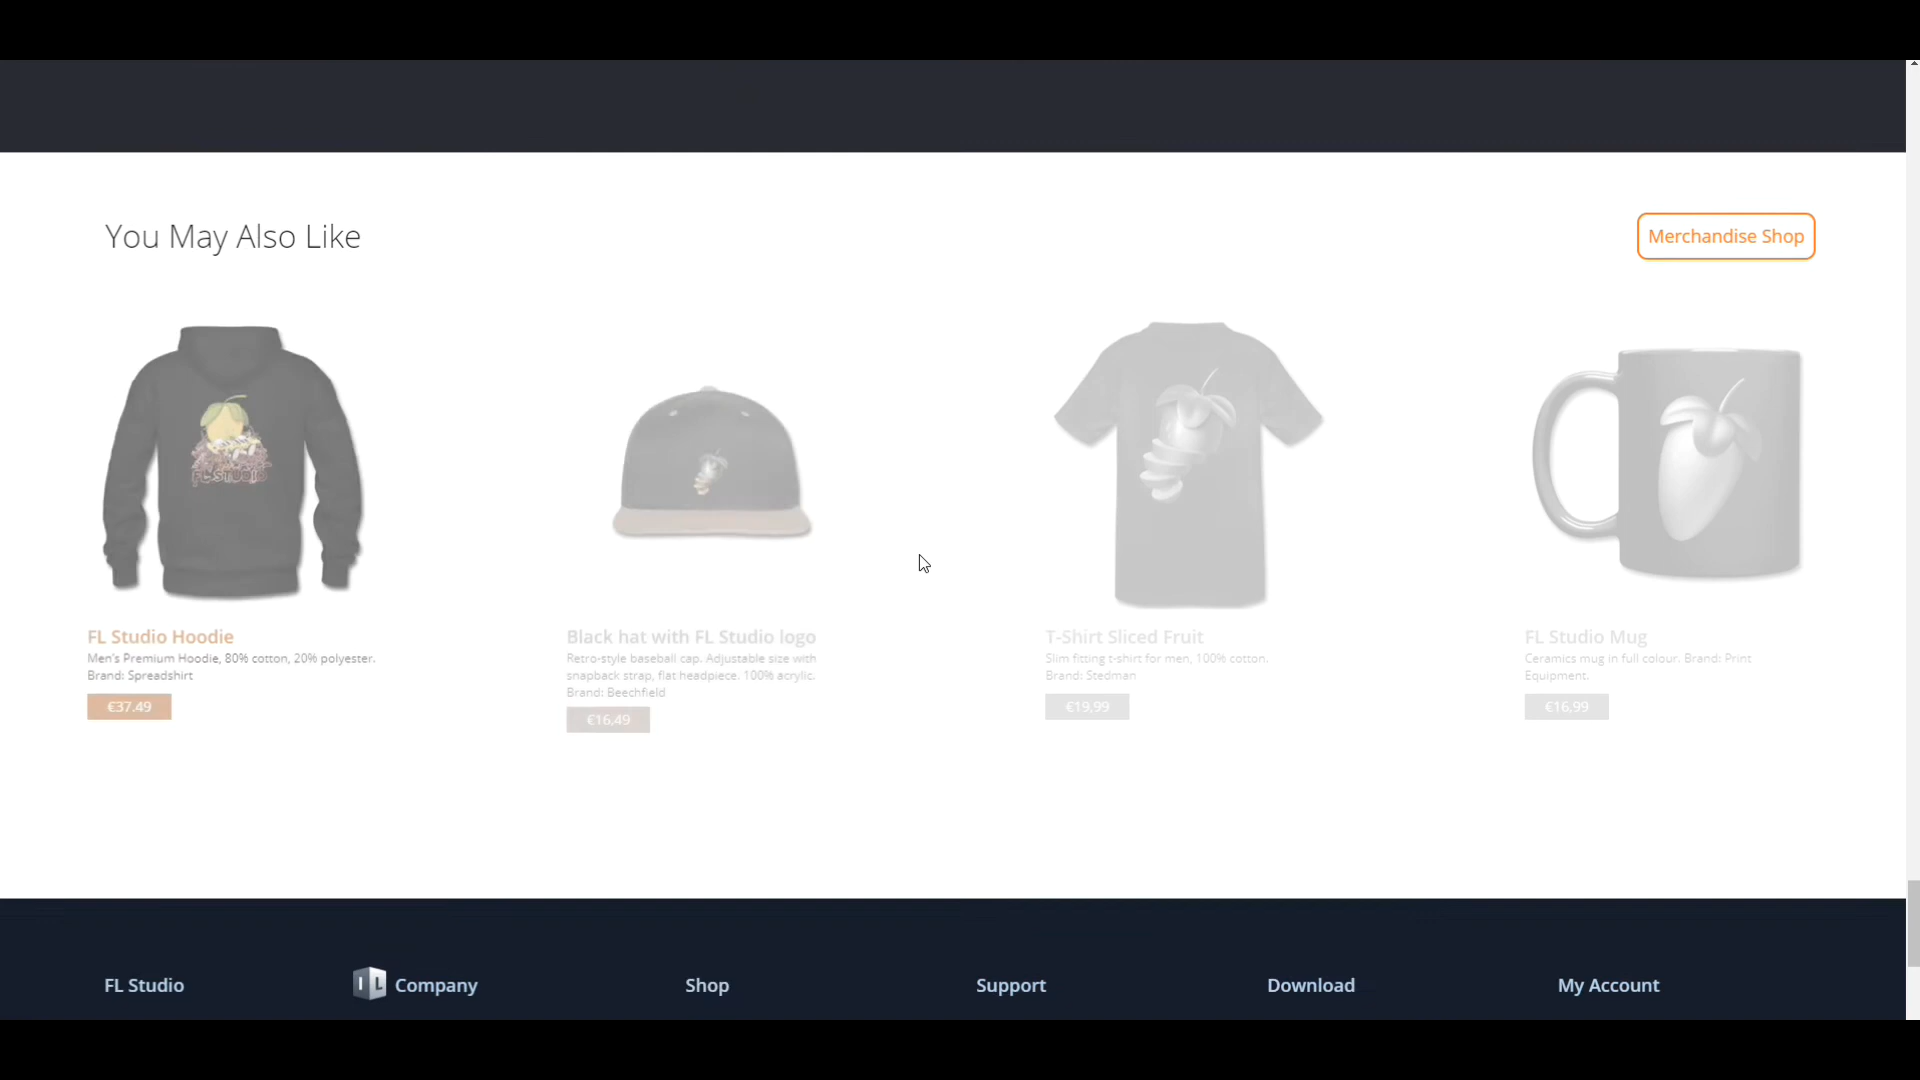 You May Also Like
Merchandise Shop
FL STUDIO
FL Studio Hoodie
Men's Premium Hoodie, 80% cotton, 20% polyester.
Brand: Spreadshirt
€37.49
Black hat with FL Studio logo
Retro-style baseball cap. Adjustable size with
snapback strap, flat headpiece. 100% acrylic.
Brand: Beechfield
€16,49
T-Shirt Sliced Fruit
Slim fitting t-shirt for men, 100% cotton.
Brand: Stedman
€19,99
FL Studio Mug
Ceramics mug in full colour. Brand: Print
Equipment.
€16,99
FL Studio
IL Company
Shop
Support
Download
My Account